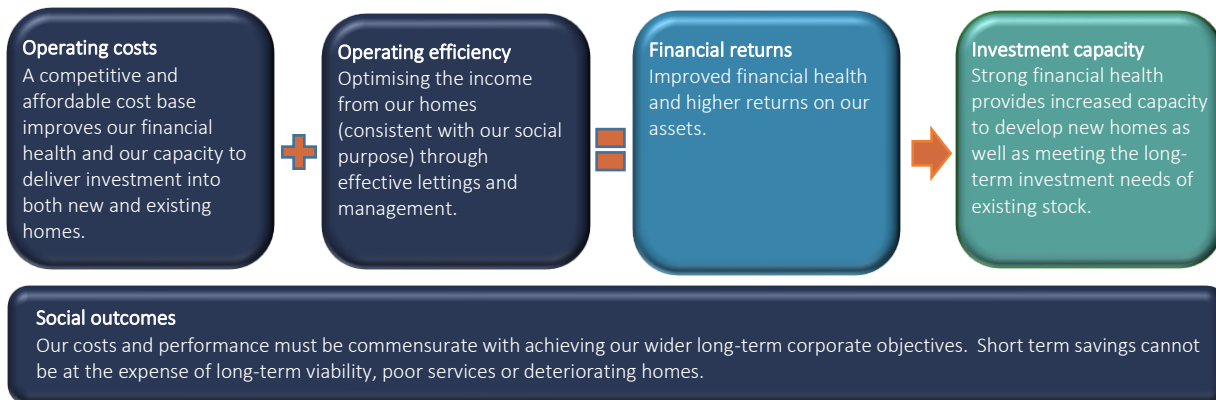 Operating costs
A competitive and
affordable cost base
improves our financial
health and our capacity to
deliver investment into
both new and existing
homes.
Operating efficiency
Optimising the income
from our homes
(consistent with our social
purpose) through
effective lettings and
management.
Financial returns
Improved financial health
and higher returns on our
assets.
Investment capacity
Strong financial health
provides increased capacity
to develop new homes as
well as meeting the long-
term investment needs of
existing stock.
Social outcomes
Our costs and performance must be commensurate with achieving our wider long-term corporate objectives.  Short term savings cannot
be at the expense of long-term viability, poor services or deteriorating homes.